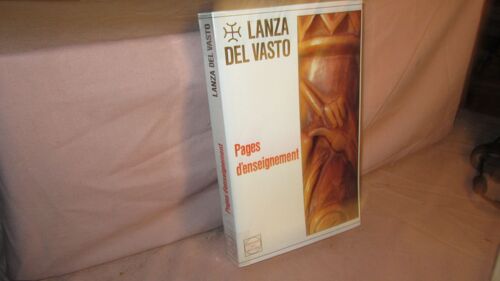 LANZA
DEL VASTO
Pages
d'enseignement
LANZA DEL VASTO
Pages d'enseignement